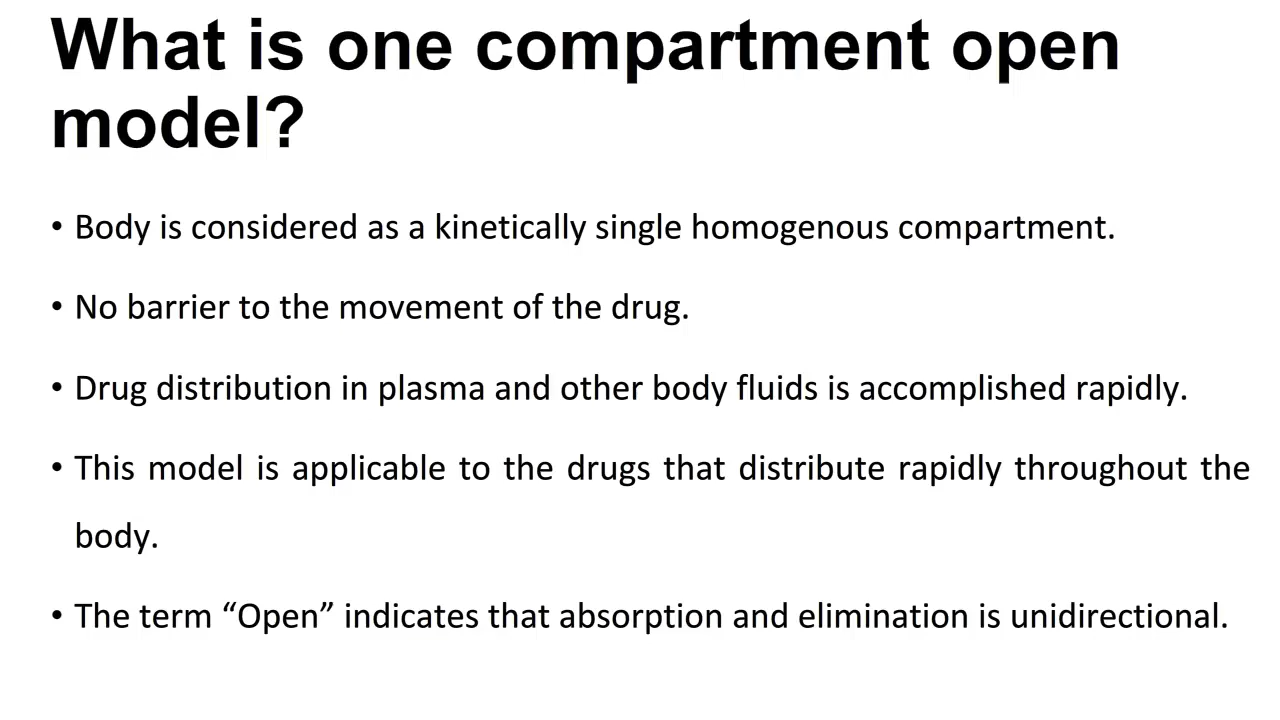 What is one compartment open
model?
• Body is considered as a kinetically single homogenous compartment.
• No barrier to the movement of the drug.
• Drug distribution in plasma and other body fluids is accomplished rapidly.
• This model is applicable to the drugs that distribute rapidly throughout the
body.
• The term “Open” indicates that absorption and elimination is unidirectional.